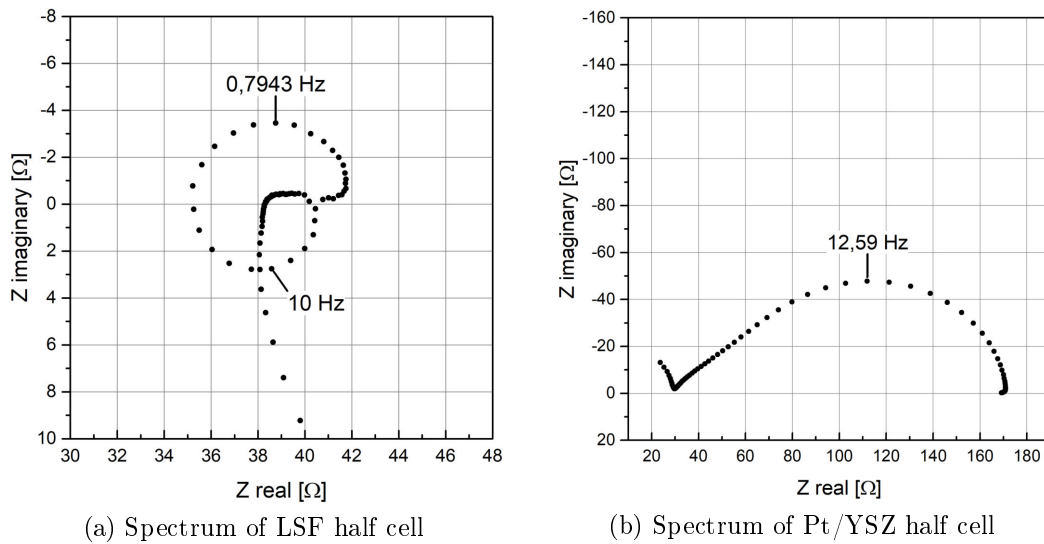 -8
-6
-4
-2
0
2
4
6
8
10
Z imaginary [Ω]
0,7943 Hz
10 Hz
30 32 34 36 38 40 42 44 46 48
Z real [Ω]
(a) Spectrum of LSF half cell
-160
-140
-120
-100
-80
-60
-40
-20
0
20
Z imaginary [Ω]
12,59 Hz
20 40 60 80 100 120 140 160 180
Z real [Ω]
(b) Spectrum of Pt/YSZ half cell